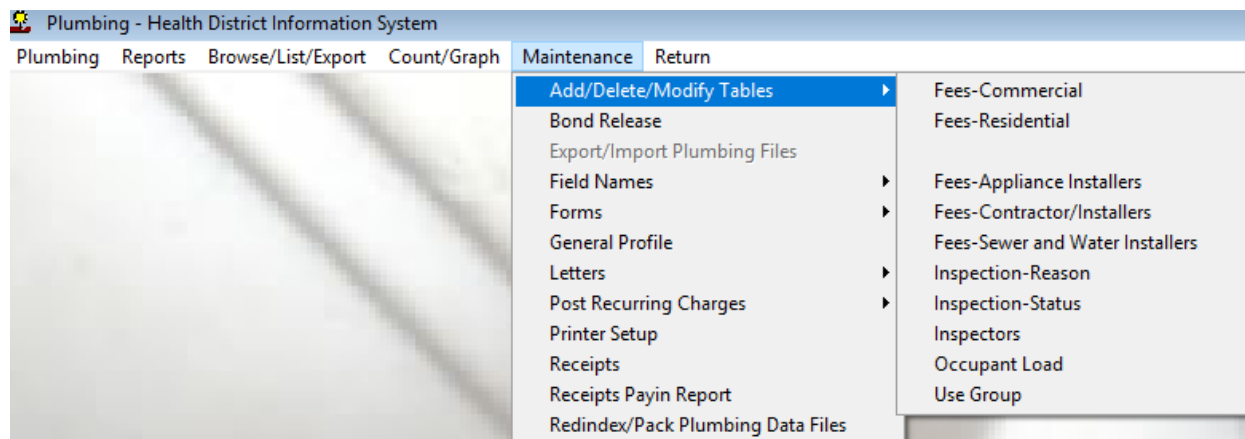 Plumbing - Health District Information System
Plumbing Reports Browse/List/Export Count/Graph Maintenance Return
Add/Delete/Modify Tables
Bond Release
Export/Import Plumbing Files
Field Names
Forms
General Profile
Letters
Post Recurring Charges
Printer Setup
Receipts
Receipts Payin Report
Redindex/Pack Plumbing Data Files
Fees-Commercial
Fees-Residential
Fees-Appliance Installers
Fees-Contractor/Installers
Fees-Sewer and Water Installers
Inspection-Reason
Inspection-Status
Inspectors
Occupant Load
Use Group